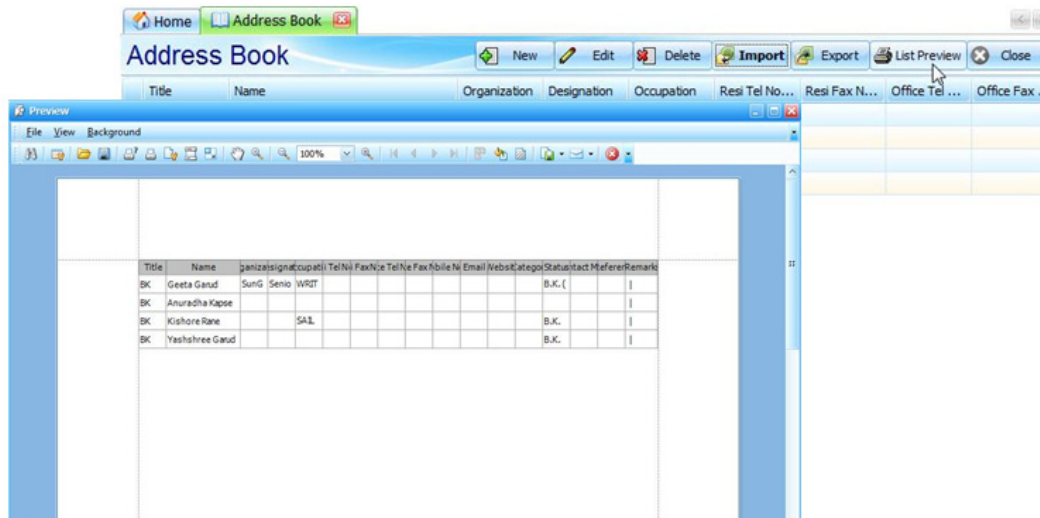 Home Address Book
Address Book New Edit Delete Import Export List Preview Close
Title Name Organization Designation Occupation Resi Tel No... Resi Fax N... Office Tel ... Office Fax .
Preview
File View Background
100%
Title Name Email Status Remarks
BK Geeta Garud SunG Senio WRIT B.K. (
BK Anuradha Kapse
BK Kishore Rane SAIL B.K.
BK Yashshree Garud B.K.